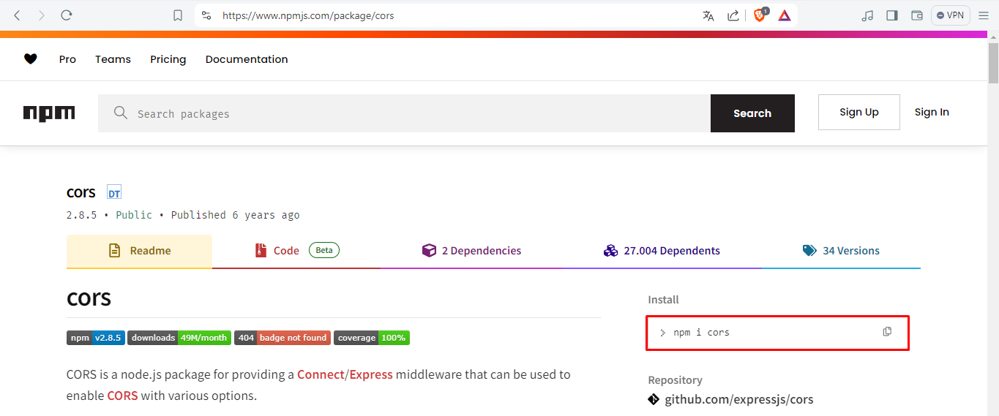 https://www.npmjs.com/package/cors
1
VPN
Pro Teams Pricing Documentation
npm Search packages Search Sign Up Sign In
cors DT
2.8.5 • Public • Published 6 years ago
Readme Code Beta 2 Dependencies 27.004 Dependents 34 Versions
cors
npm v2.8.5 downloads 49M/month 404 badge not found coverage 100%
CORS is a node.js package for providing a Connect/Express middleware that can be used to
enable CORS with various options.
Install
> npm i cors
Repository
github.com/expressjs/cors